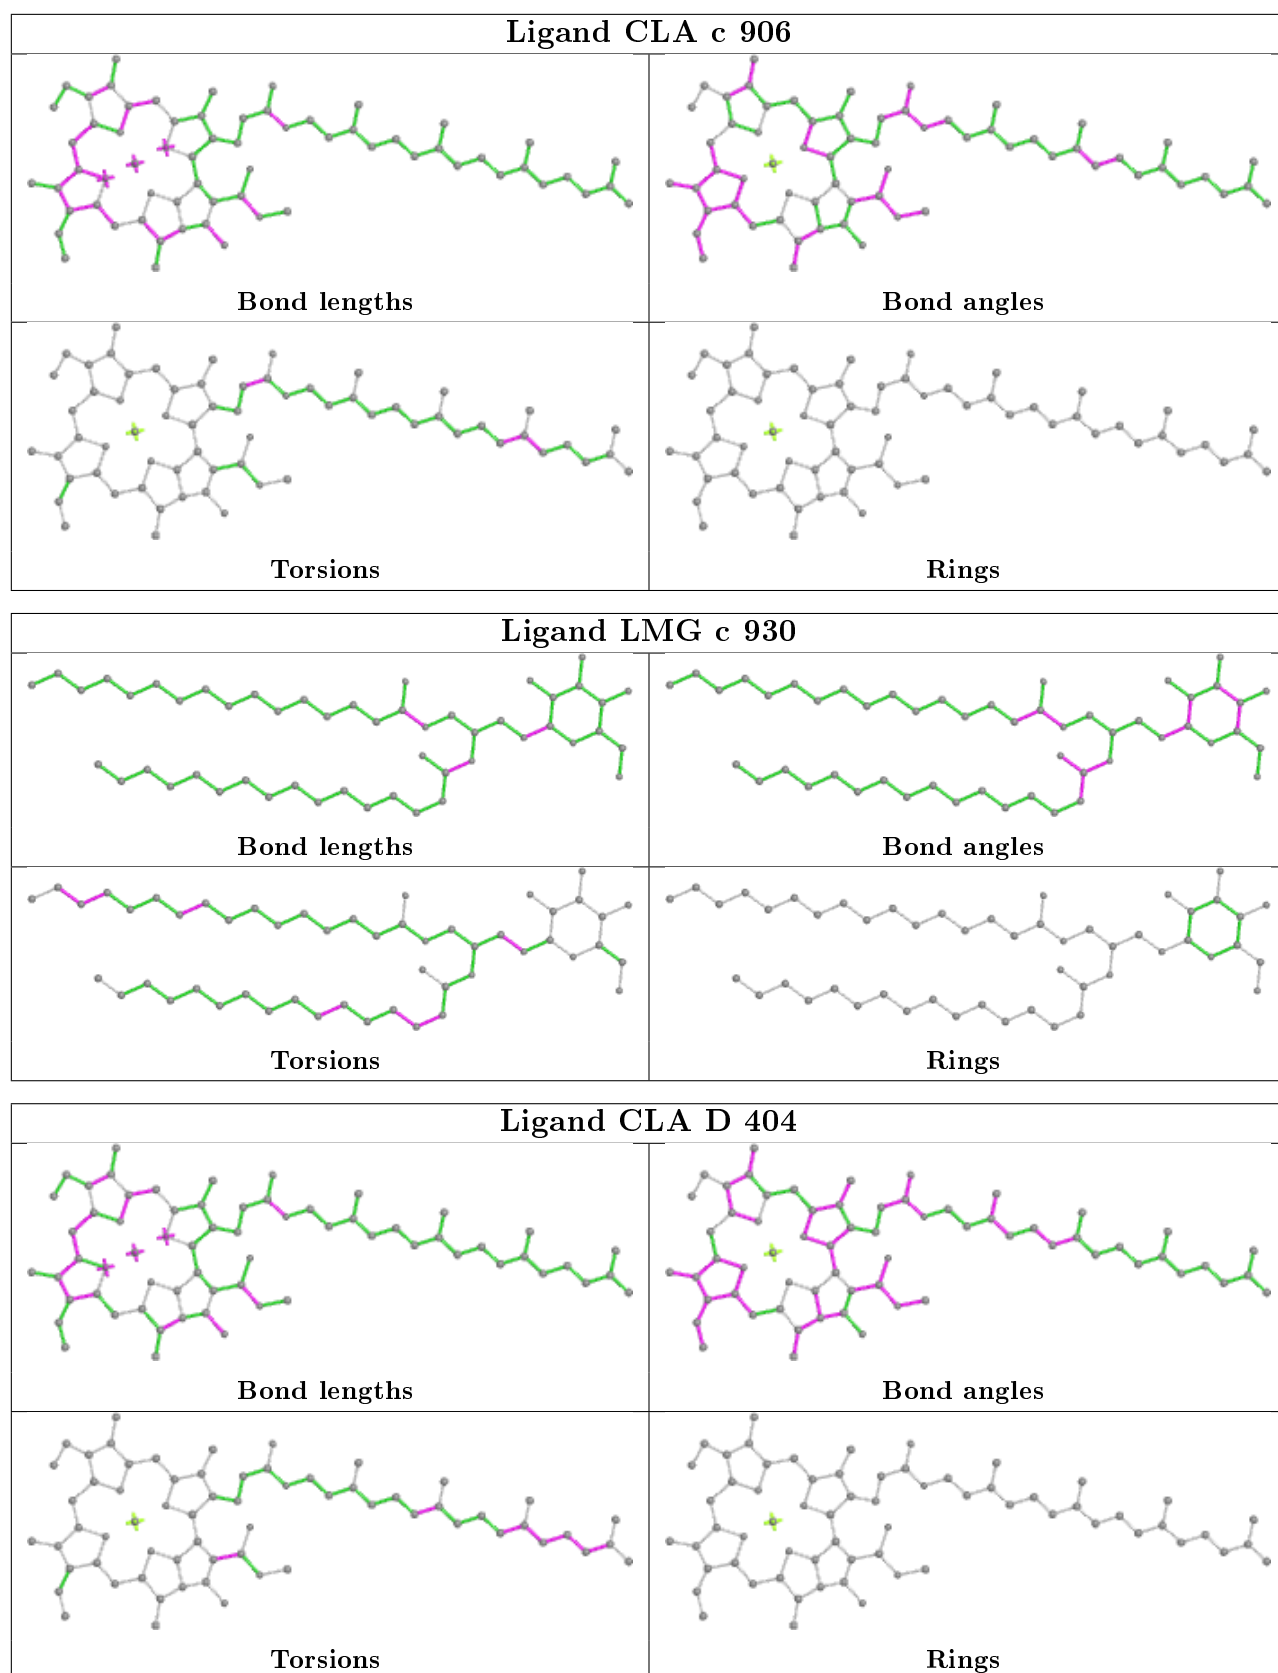 Ligand CLA c 906
Bond lengths
Bond angles
Torsions
Rings
Ligand LMG c 930
Bond lengths
Bond angles
Torsions
Rings
Ligand CLA D 404
Bond lengths
Bond angles
Torsions
Rings